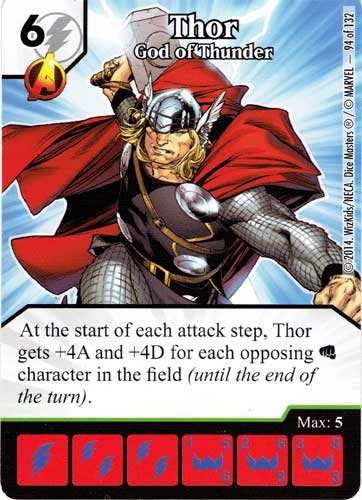 6
Thor
God of Thunder
© 2014, WizKids/NECA, Dice Masters ® / © MARVEL — 94 of 132
At the start of each attack step, Thor
gets +4A and +4D for each opposing
character in the field (until the end of
the turn).
Max: 5